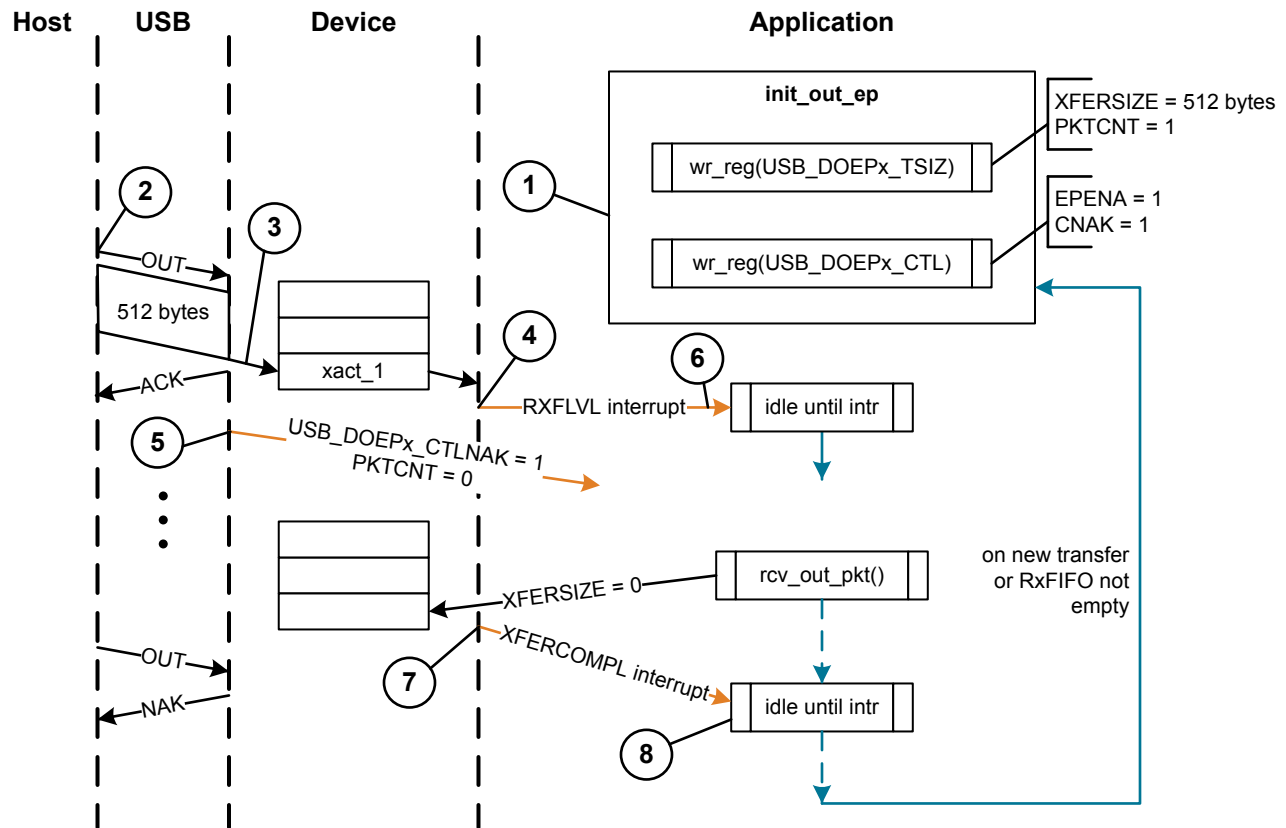 Host
USB
Device
Application
init_out_ep
XFERSIZE = 512 bytes
PKTCNT = 1
wr_reg(USB_DOEPx_TSIZ)
1
EPENA = 1
CNAK = 1
wr_reg(USB_DOEPx_CTL)
2
3
OUT
512 bytes
xact_1
ACK
4
6
RXFLVL interrupt
idle until intr
5
USB_DOEPx_CTLNAK = 1
PKTCNT = 0
on new transfer
or RxFIFO not
empty
rcv_out_pkt()
XFERSIZE = 0
XFERCOMPL interrupt
OUT
7
NAK
idle until intr
8